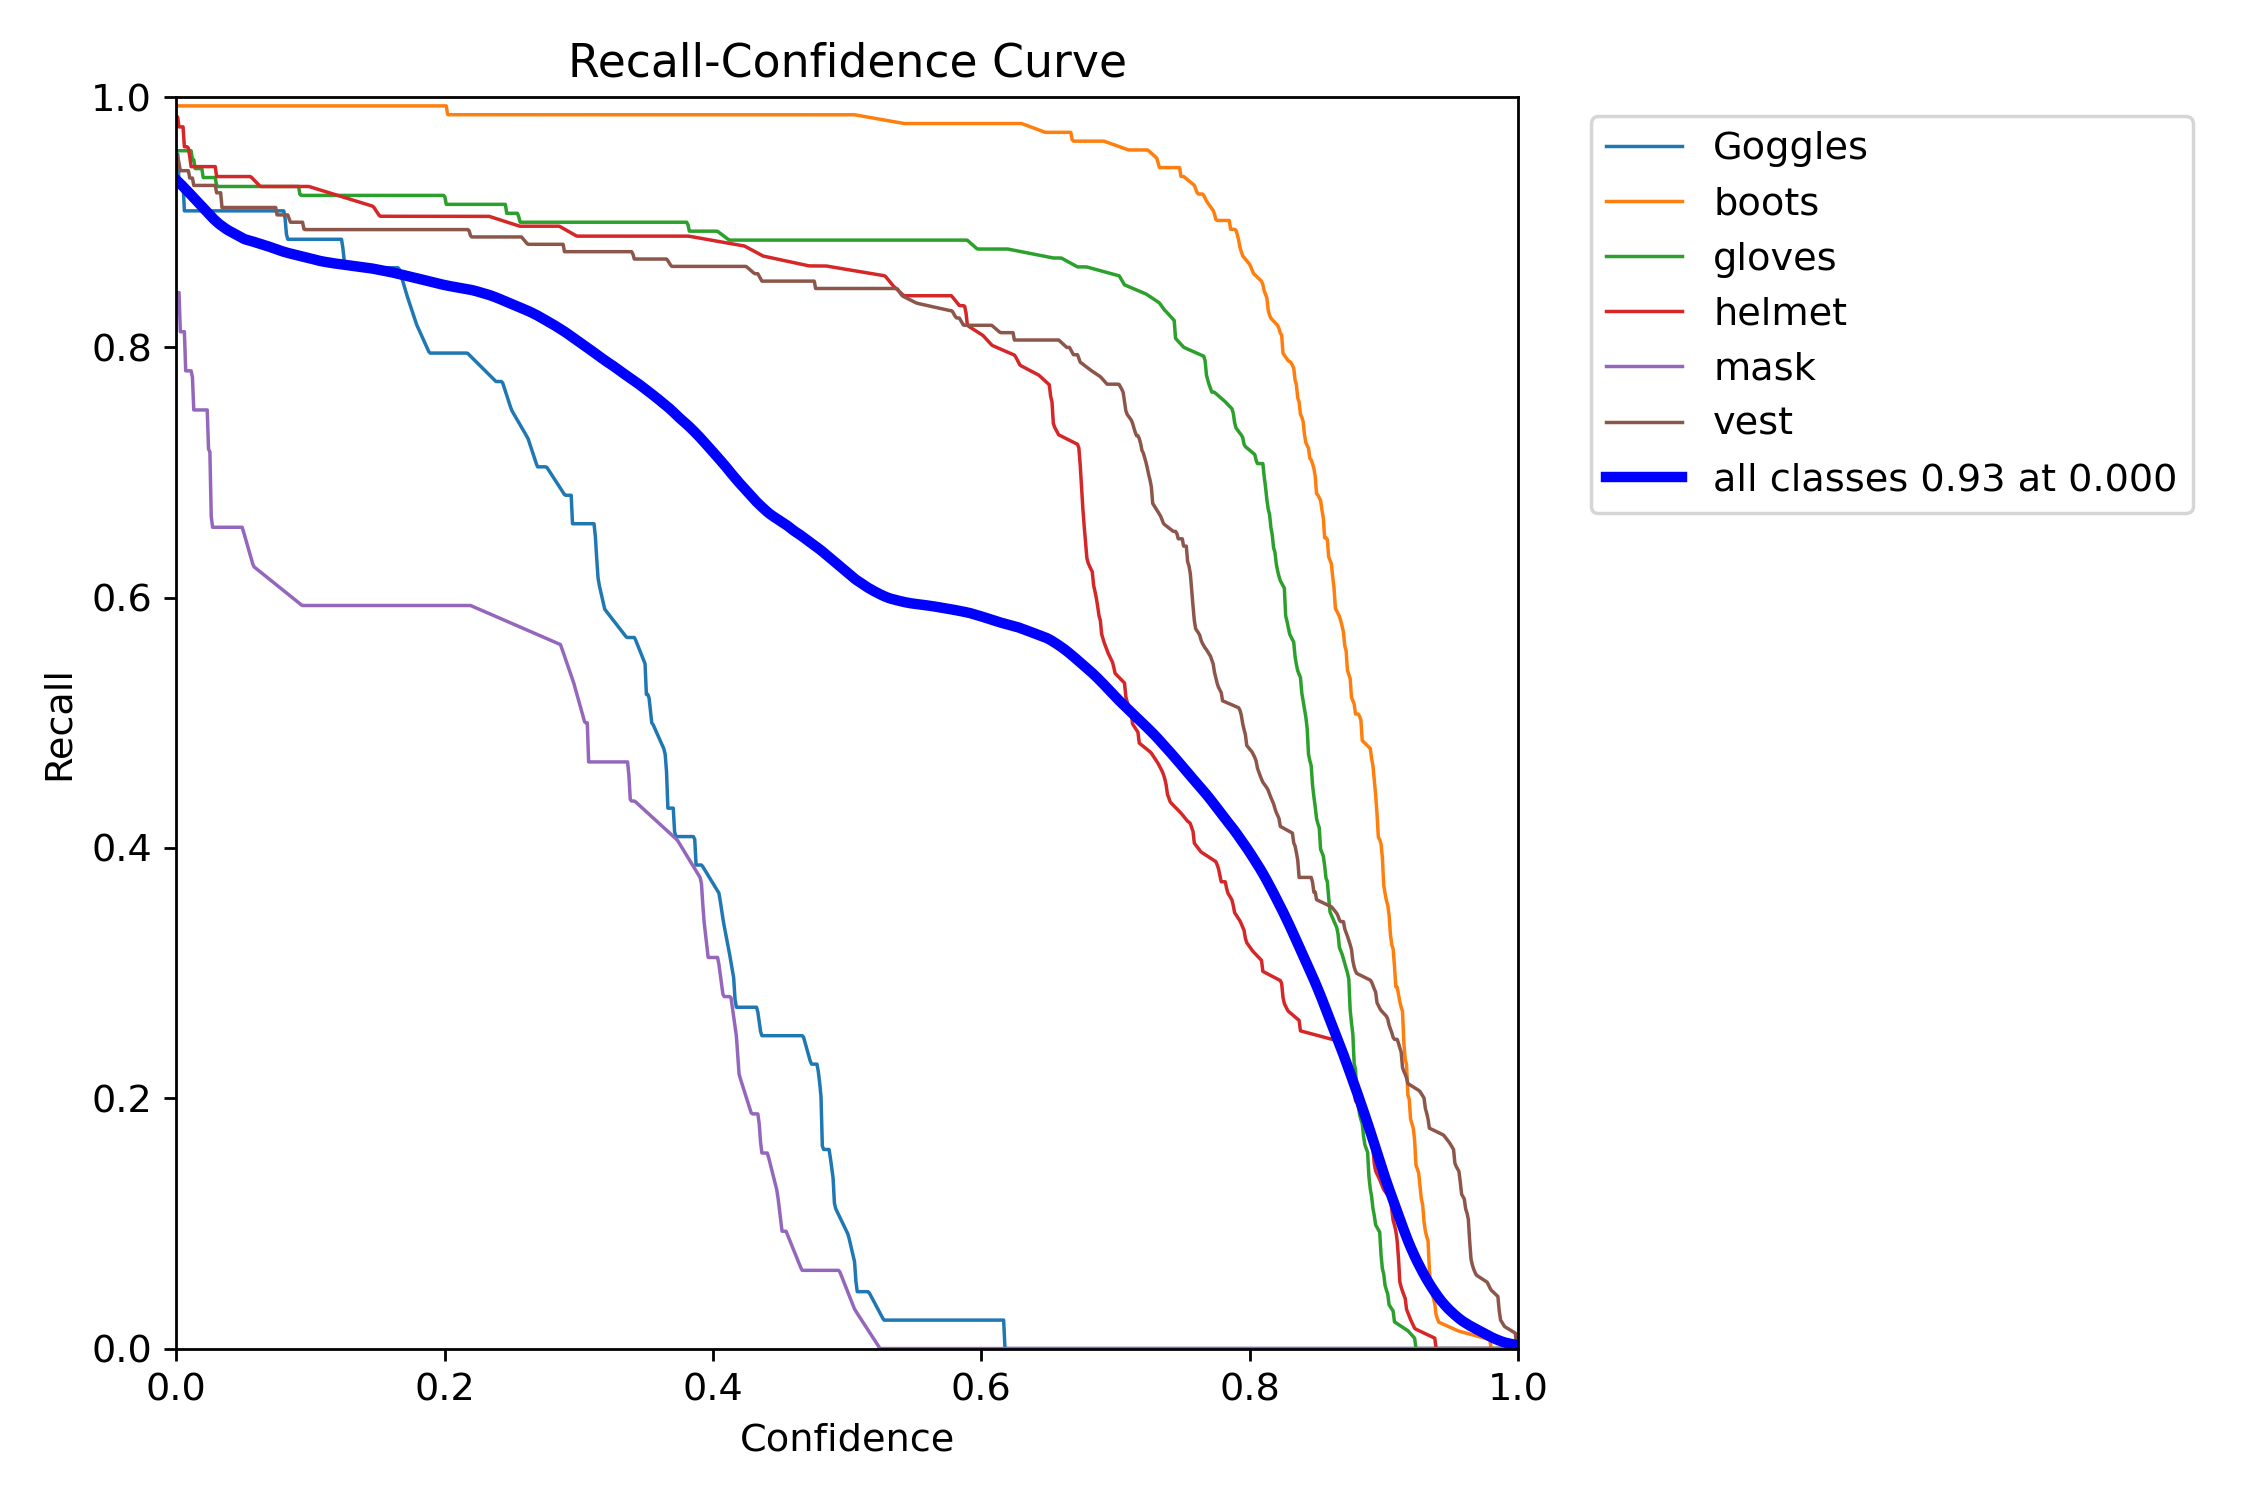 Recall-Confidence Curve
1.0
0.8
0.6
0.4
0.2
0.0
Recall
0.0 0.2 0.4 0.6 0.8 1.0
Confidence
Goggles
boots
gloves
helmet
mask
vest
all classes 0.93 at 0.000